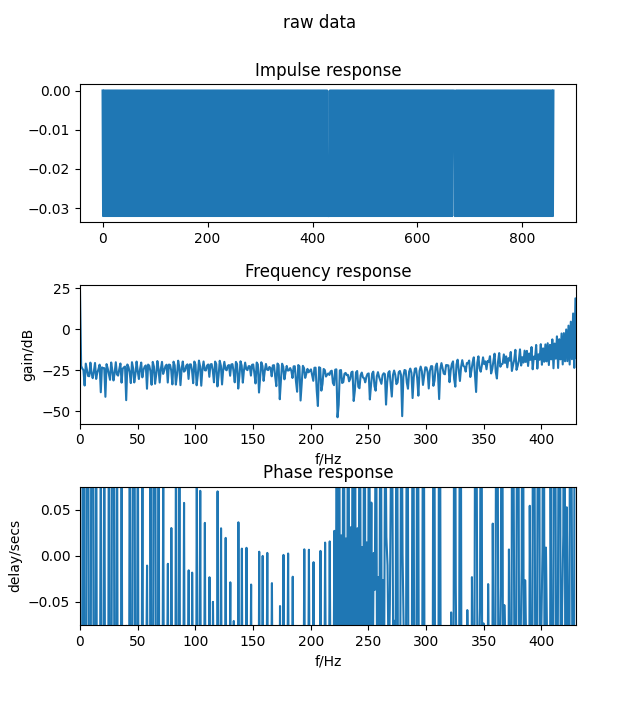 raw data
Impulse response
0.00
−0.01
−0.02
−0.03
0 200 400 600 800
Frequency response
gain/dB
25
0
−25
−50
0 50 100 150 200 250 300 350 400
f/Hz
Phase response
delay/secs
0.05
0.00
−0.05
0 50 100 150 200 250 300 350 400
f/Hz